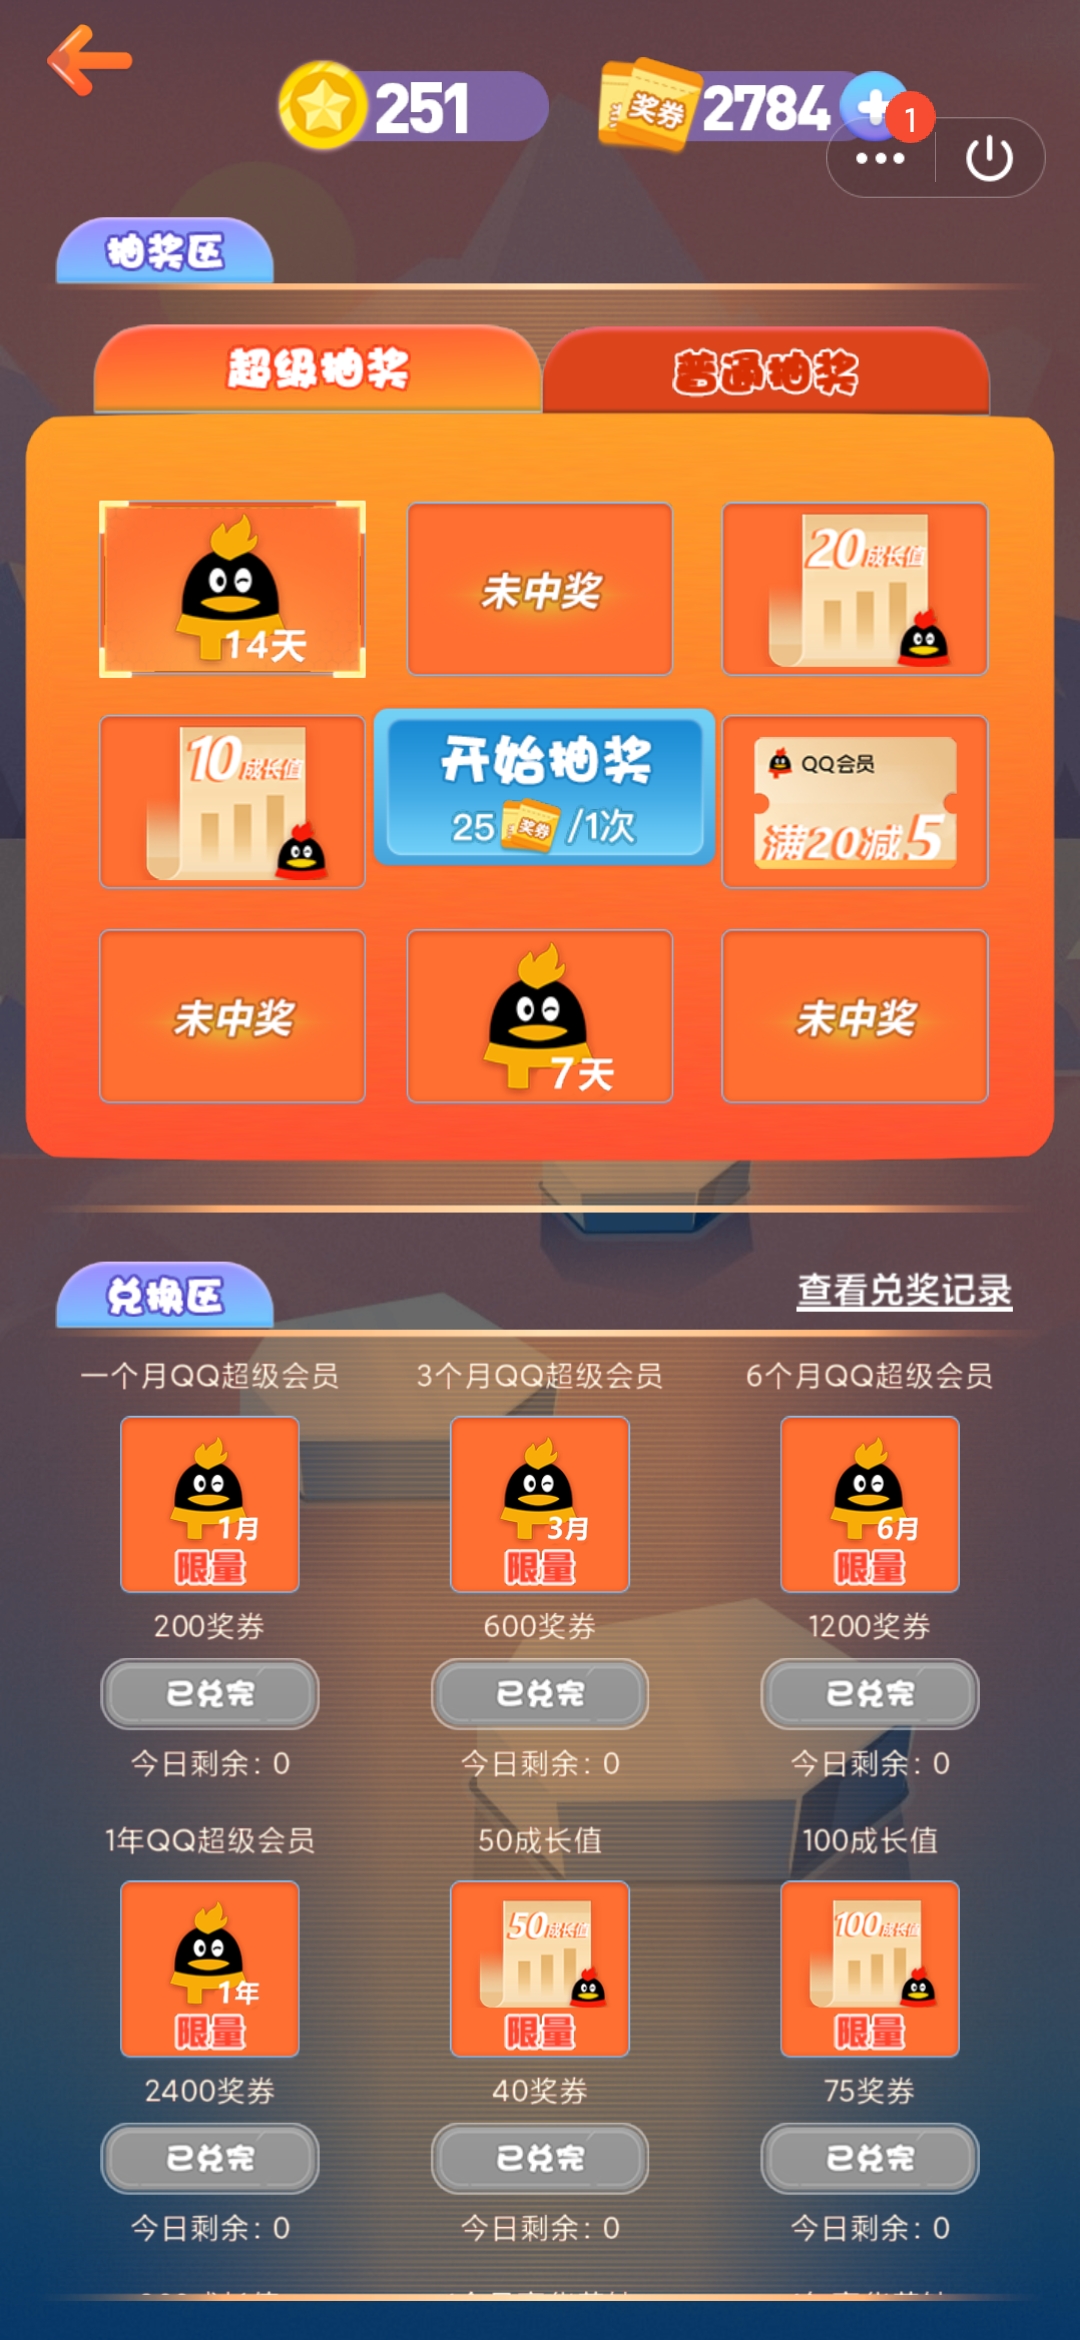 251
奖券
2784
1
抽奖区
超级抽奖
普通抽奖
14天
未中奖
20成长值
10成长值
开始抽奖
25 奖券 /1次
QQ会员
满20减5
未中奖
7天
未中奖
兑换区
查看兑奖记录
一个月QQ超级会员
3个月QQ超级会员
6个月QQ超级会员
1月
限量
3月
限量
6月
限量
200奖券
600奖券
1200奖券
已兑完
已兑完
已兑完
今日剩余：0
今日剩余：0
今日剩余：0
1年QQ超级会员
50成长值
100成长值
1年
限量
50成长值
限量
100成长值
限量
2400奖券
40奖券
75奖券
已兑完
已兑完
已兑完
今日剩余：0
今日剩余：0
今日剩余：0